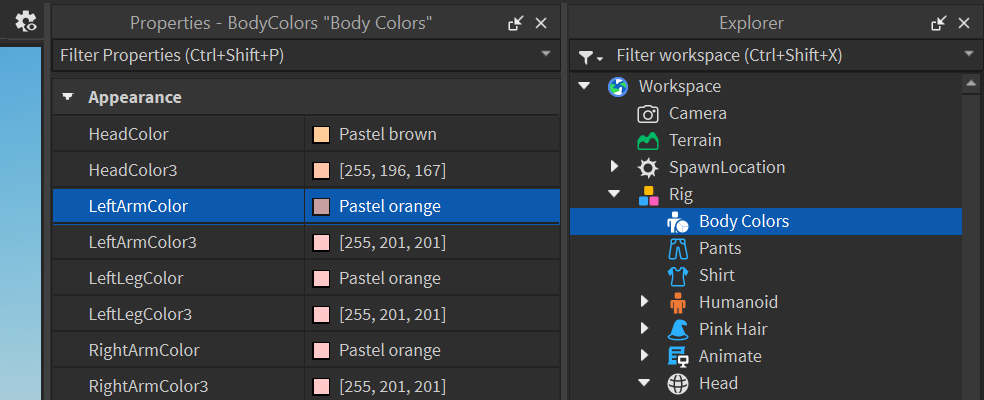 Properties - BodyColors "Body Colors"
Filter Properties (Ctrl+Shift+P)
Appearance
HeadColor Pastel brown
HeadColor3 [255, 196, 167]
LeftArmColor Pastel orange
LeftArmColor3 [255, 201, 201]
LeftLegColor Pastel orange
LeftLegColor3 [255, 201, 201]
RightArmColor Pastel orange
RightArmColor3 [255, 201, 201]
Explorer
Filter workspace (Ctrl+Shift+X)
Workspace
Camera
Terrain
SpawnLocation
Rig
Body Colors
Pants
Shirt
Humanoid
Pink Hair
Animate
Head